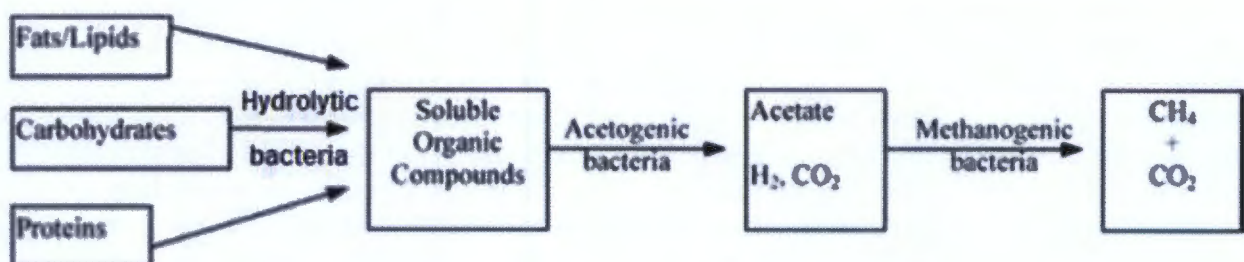 Fats/Lipids
Carbohydrates
Proteins
Hydrolytic
bacteria
Soluble
Organic
Compounds
Acetogenic
bacteria
Acetate
H₂, CO₂
Methanogenic
bacteria
CH₄
+
CO₂